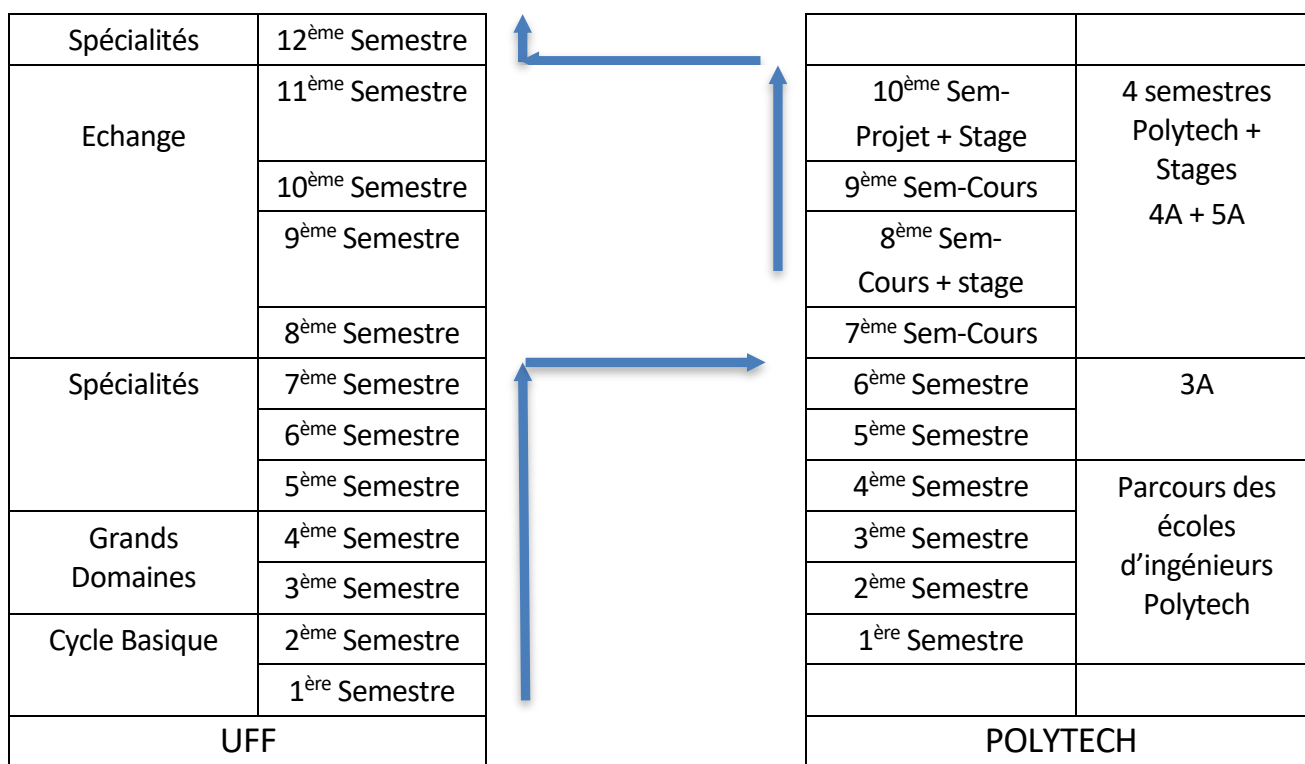 Spécialités
12ème Semestre
Echange
11ème Semestre
10ème Semestre
9ème Semestre
8ème Semestre
Spécialités
7ème Semestre
6ème Semestre
5ème Semestre
Grands
Domaines
4ème Semestre
3ème Semestre
Cycle Basique
2ème Semestre
1ère Semestre
UFF
10ème Sem-
Projet + Stage
9ème Sem-Cours
8ème Sem-
Cours + stage
7ème Sem-Cours
4 semestres
Polytech +
Stages
4A + 5A
6ème Semestre
5ème Semestre
3A
4ème Semestre
3ème Semestre
2ème Semestre
1ère Semestre
Parcours des
écoles
d’ingénieurs
Polytech
POLYTECH